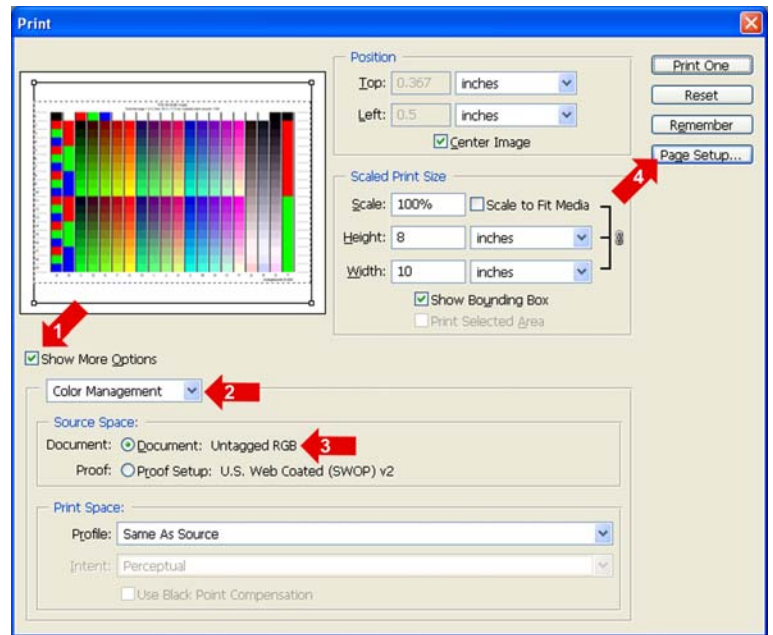 Print
Position
Top: 0.367 inches
Left: 0.5 inches
Center Image
Print One
Reset
Remember
Page Setup...
4
Scaled Print Size
Scale: 100% Scale to Fit Media
Height: 8 inches
Width: 10 inches
Show Bounding Box
Print Selected Area
1
Show More Options
Color Management
2
Source Space:
Document: Document: Untagged RGB
3
Proof: Proof Setup: U.S. Web Coated (SWOP) v2
Print Space:
Profile: Same As Source
Intent: Perceptual
Use Black Point Compensation